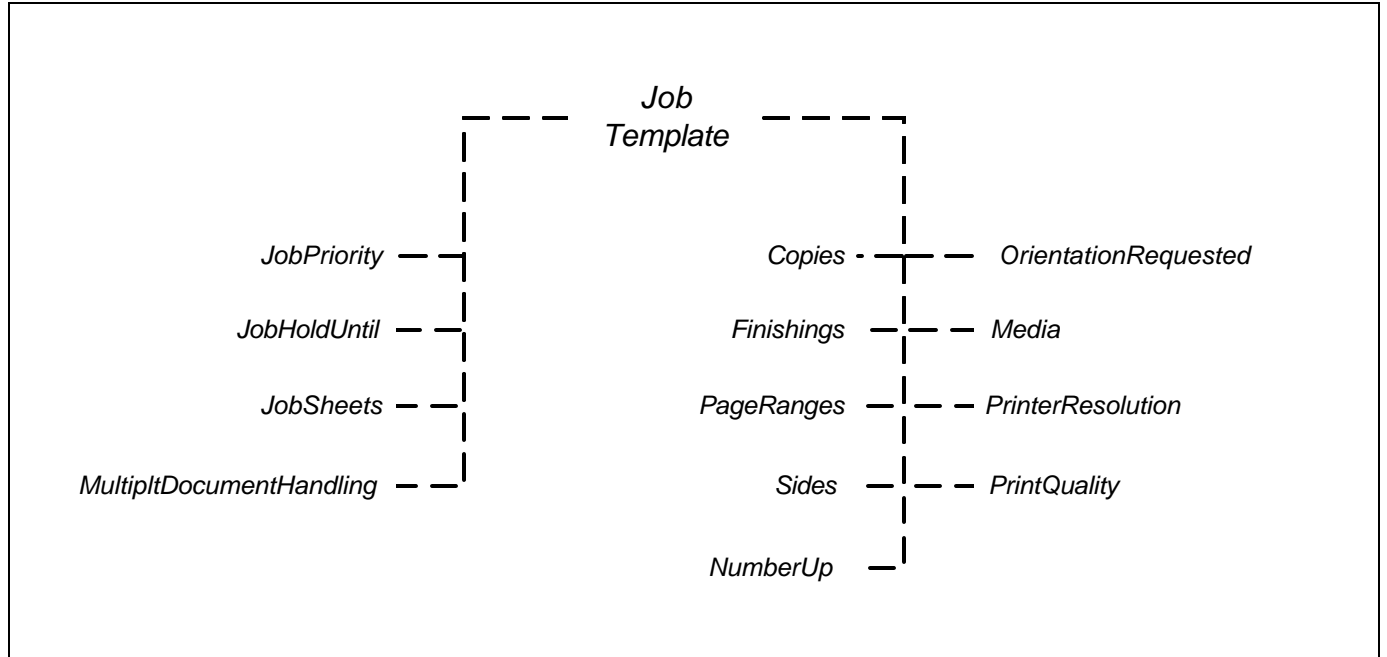 Job
Template
JobPriority
JobHoldUntil
JobSheets
MultipltDocumentHandling
Copies
Finishings
PageRanges
Sides
NumberUp
OrientationRequested
Media
PrinterResolution
PrintQuality